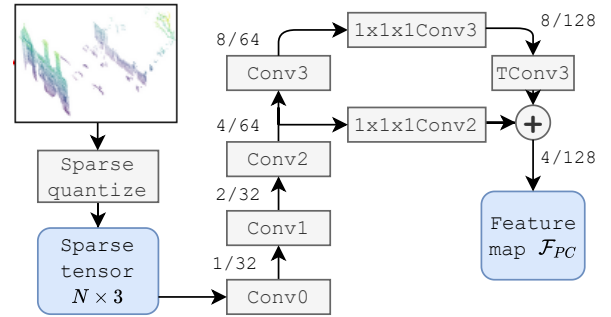 8/64
1x1x1Conv3
8/128
Conv3
TConv3
4/64
1x1x1Conv2
+
Sparse
quantize
Conv2
4/128
2/32
Feature
map 𝓕_PC
Sparse
tensor
N × 3
Conv1
1/32
Conv0